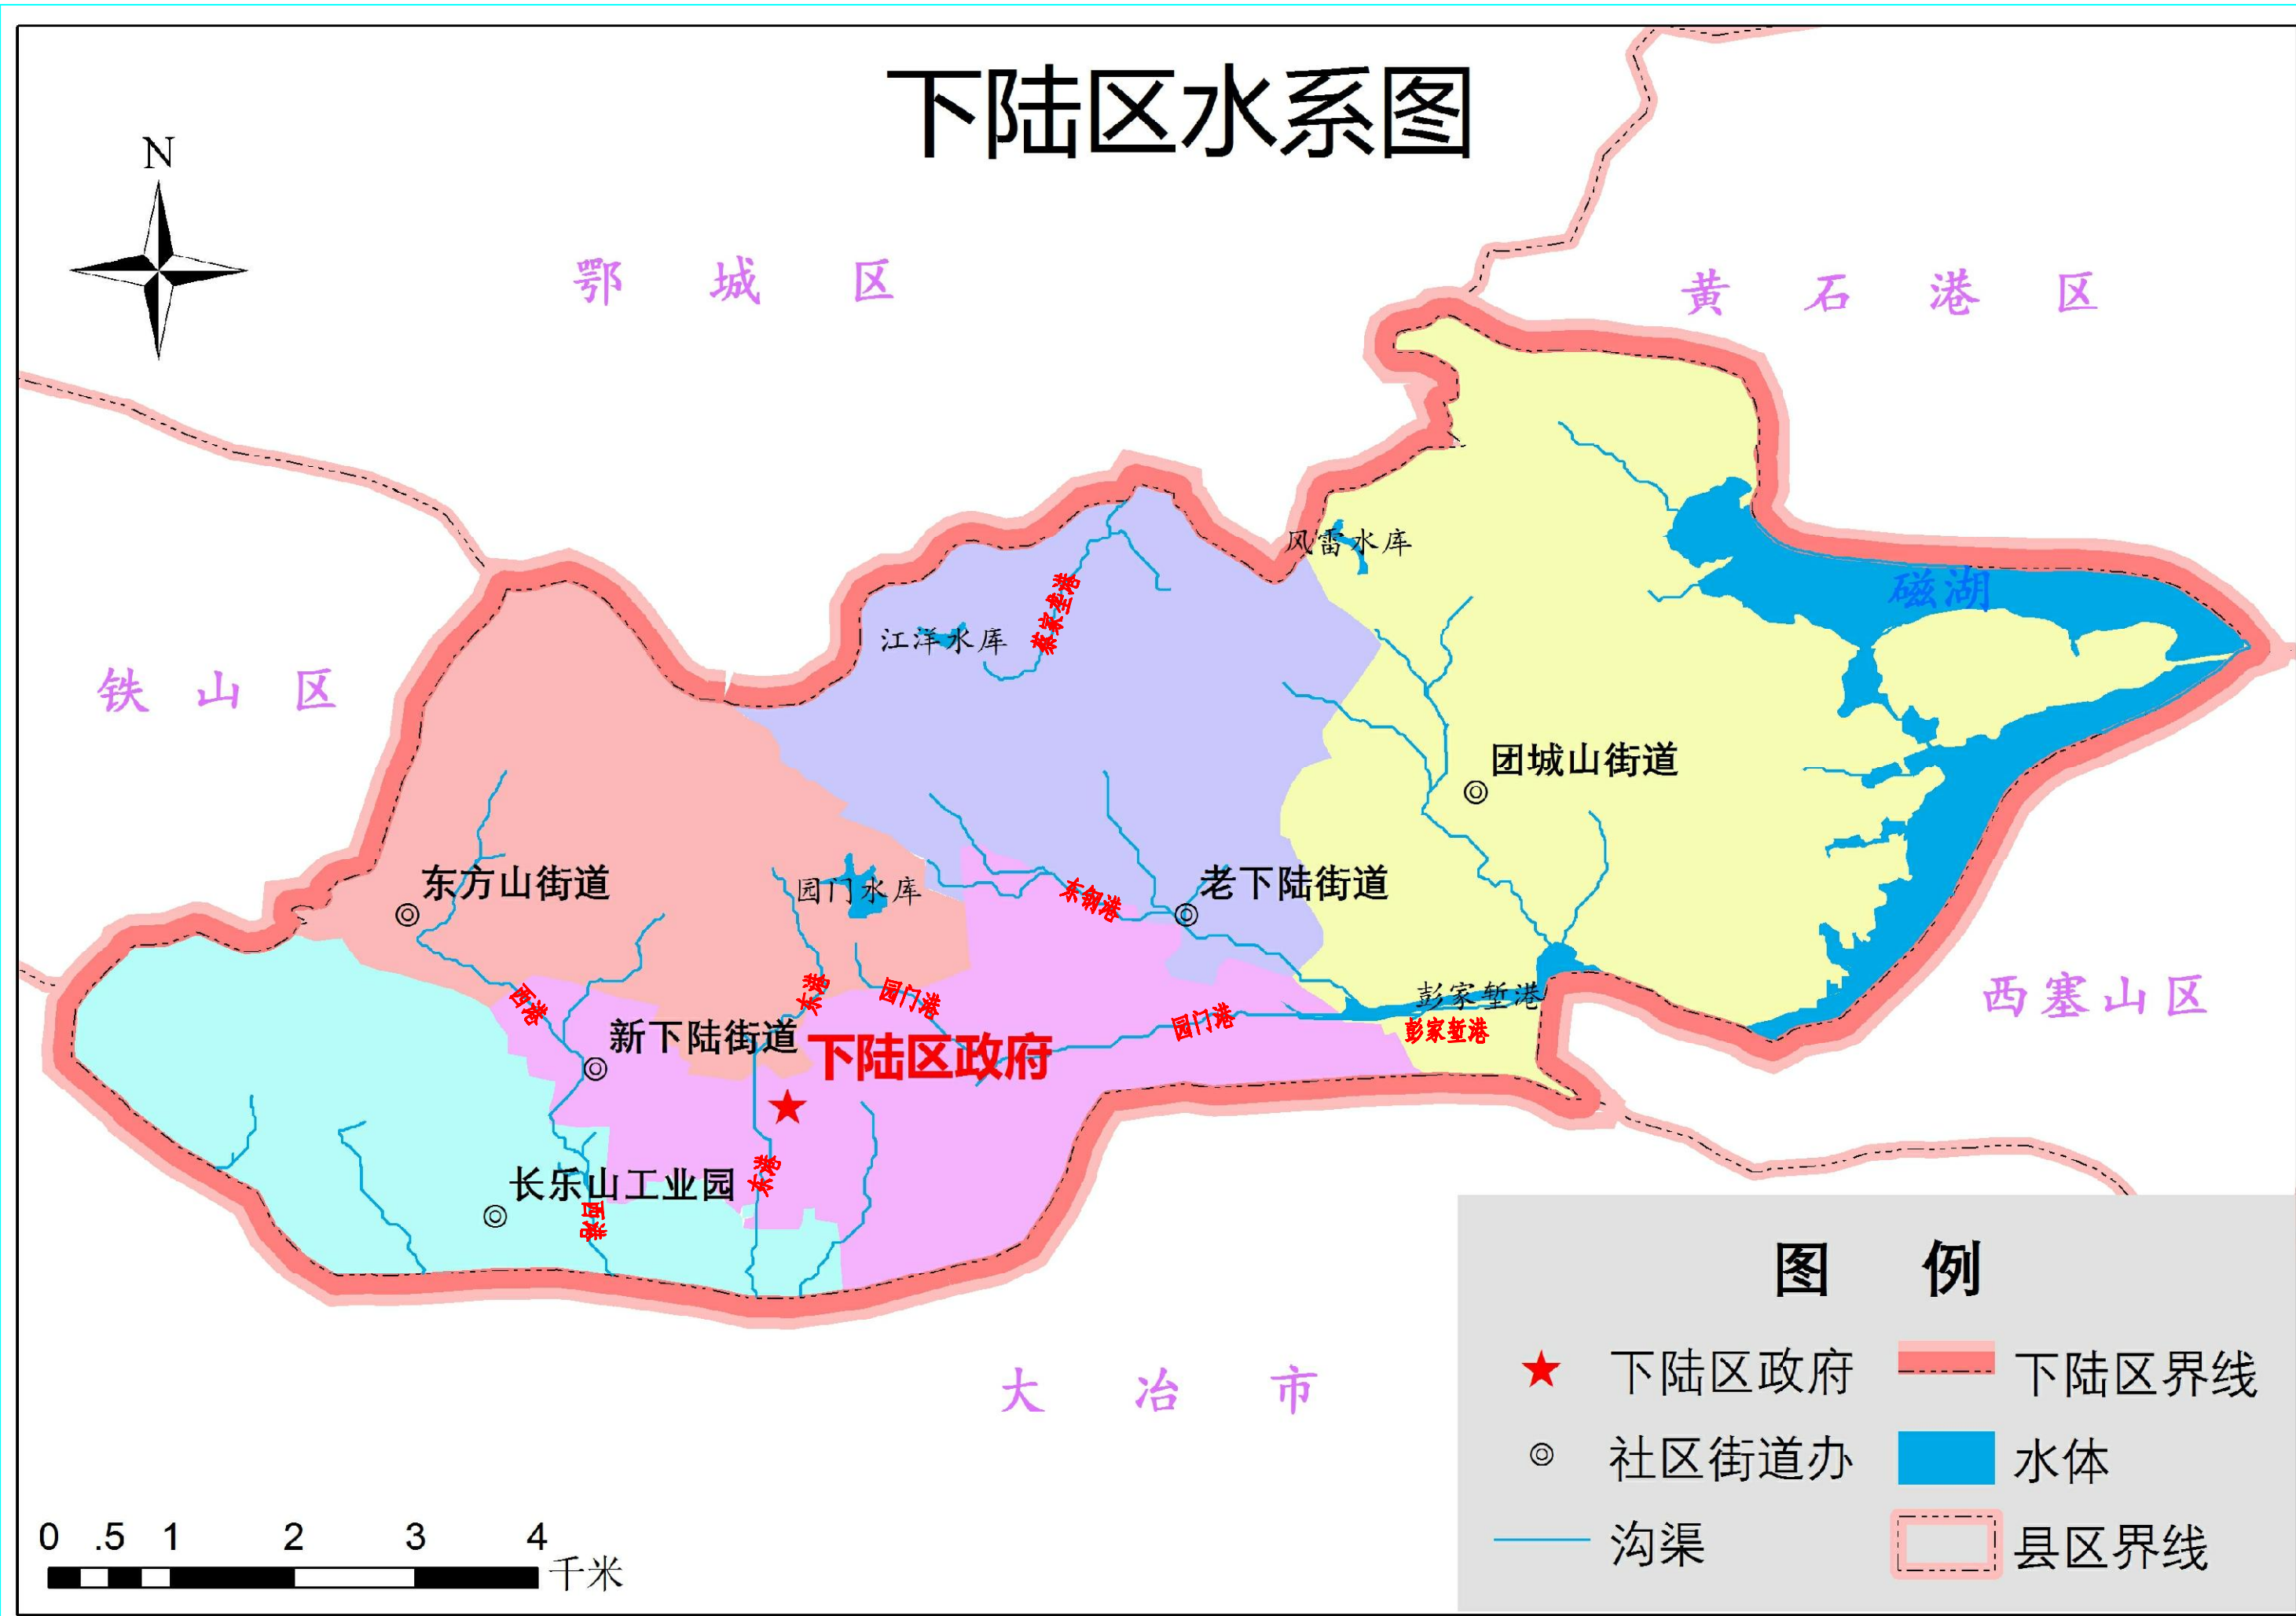 下陆区水系图
N
鄂城区
黄石港区
风雷水库
磁湖
蔡家垄港
江洋水库
铁山区
团城山街道
东方山街道
园门水库
东钢港
老下陆街道
西港
东港
园门港
彭家堑港
西塞山区
园门港
彭家堑港
新下陆街道
下陆区政府
东港
长乐山工业园
西港
图例
大冶市
下陆区政府
下陆区界线
社区街道办
水体
沟渠
县区界线
0 .5 1 2 3 4
千米